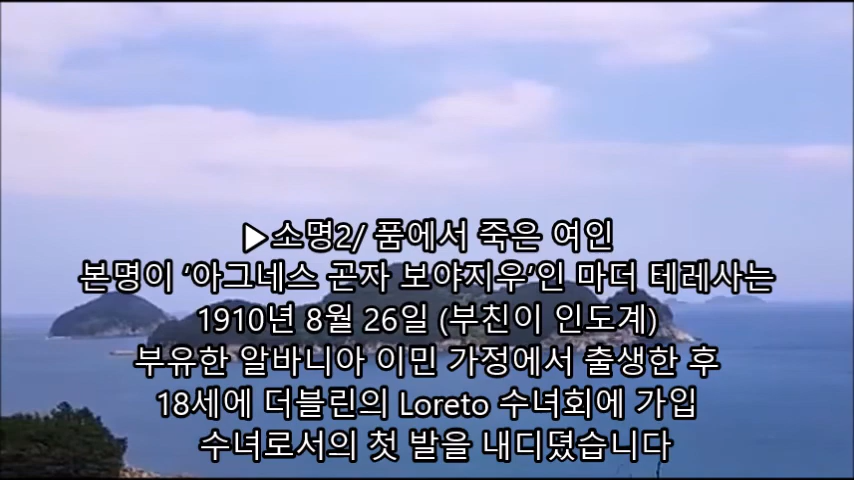 ▶소명2/ 품에서 죽은 여인
본명이 ‘아그네스 곤자 보야지우’인 마더 테레사는
1910년 8월 26일 (부친이 인도계)
부유한 알바니아 이민 가정에서 출생한 후
18세에 더블린의 Loreto 수녀회에 가입
수녀로서의 첫 발을 내디뎠습니다